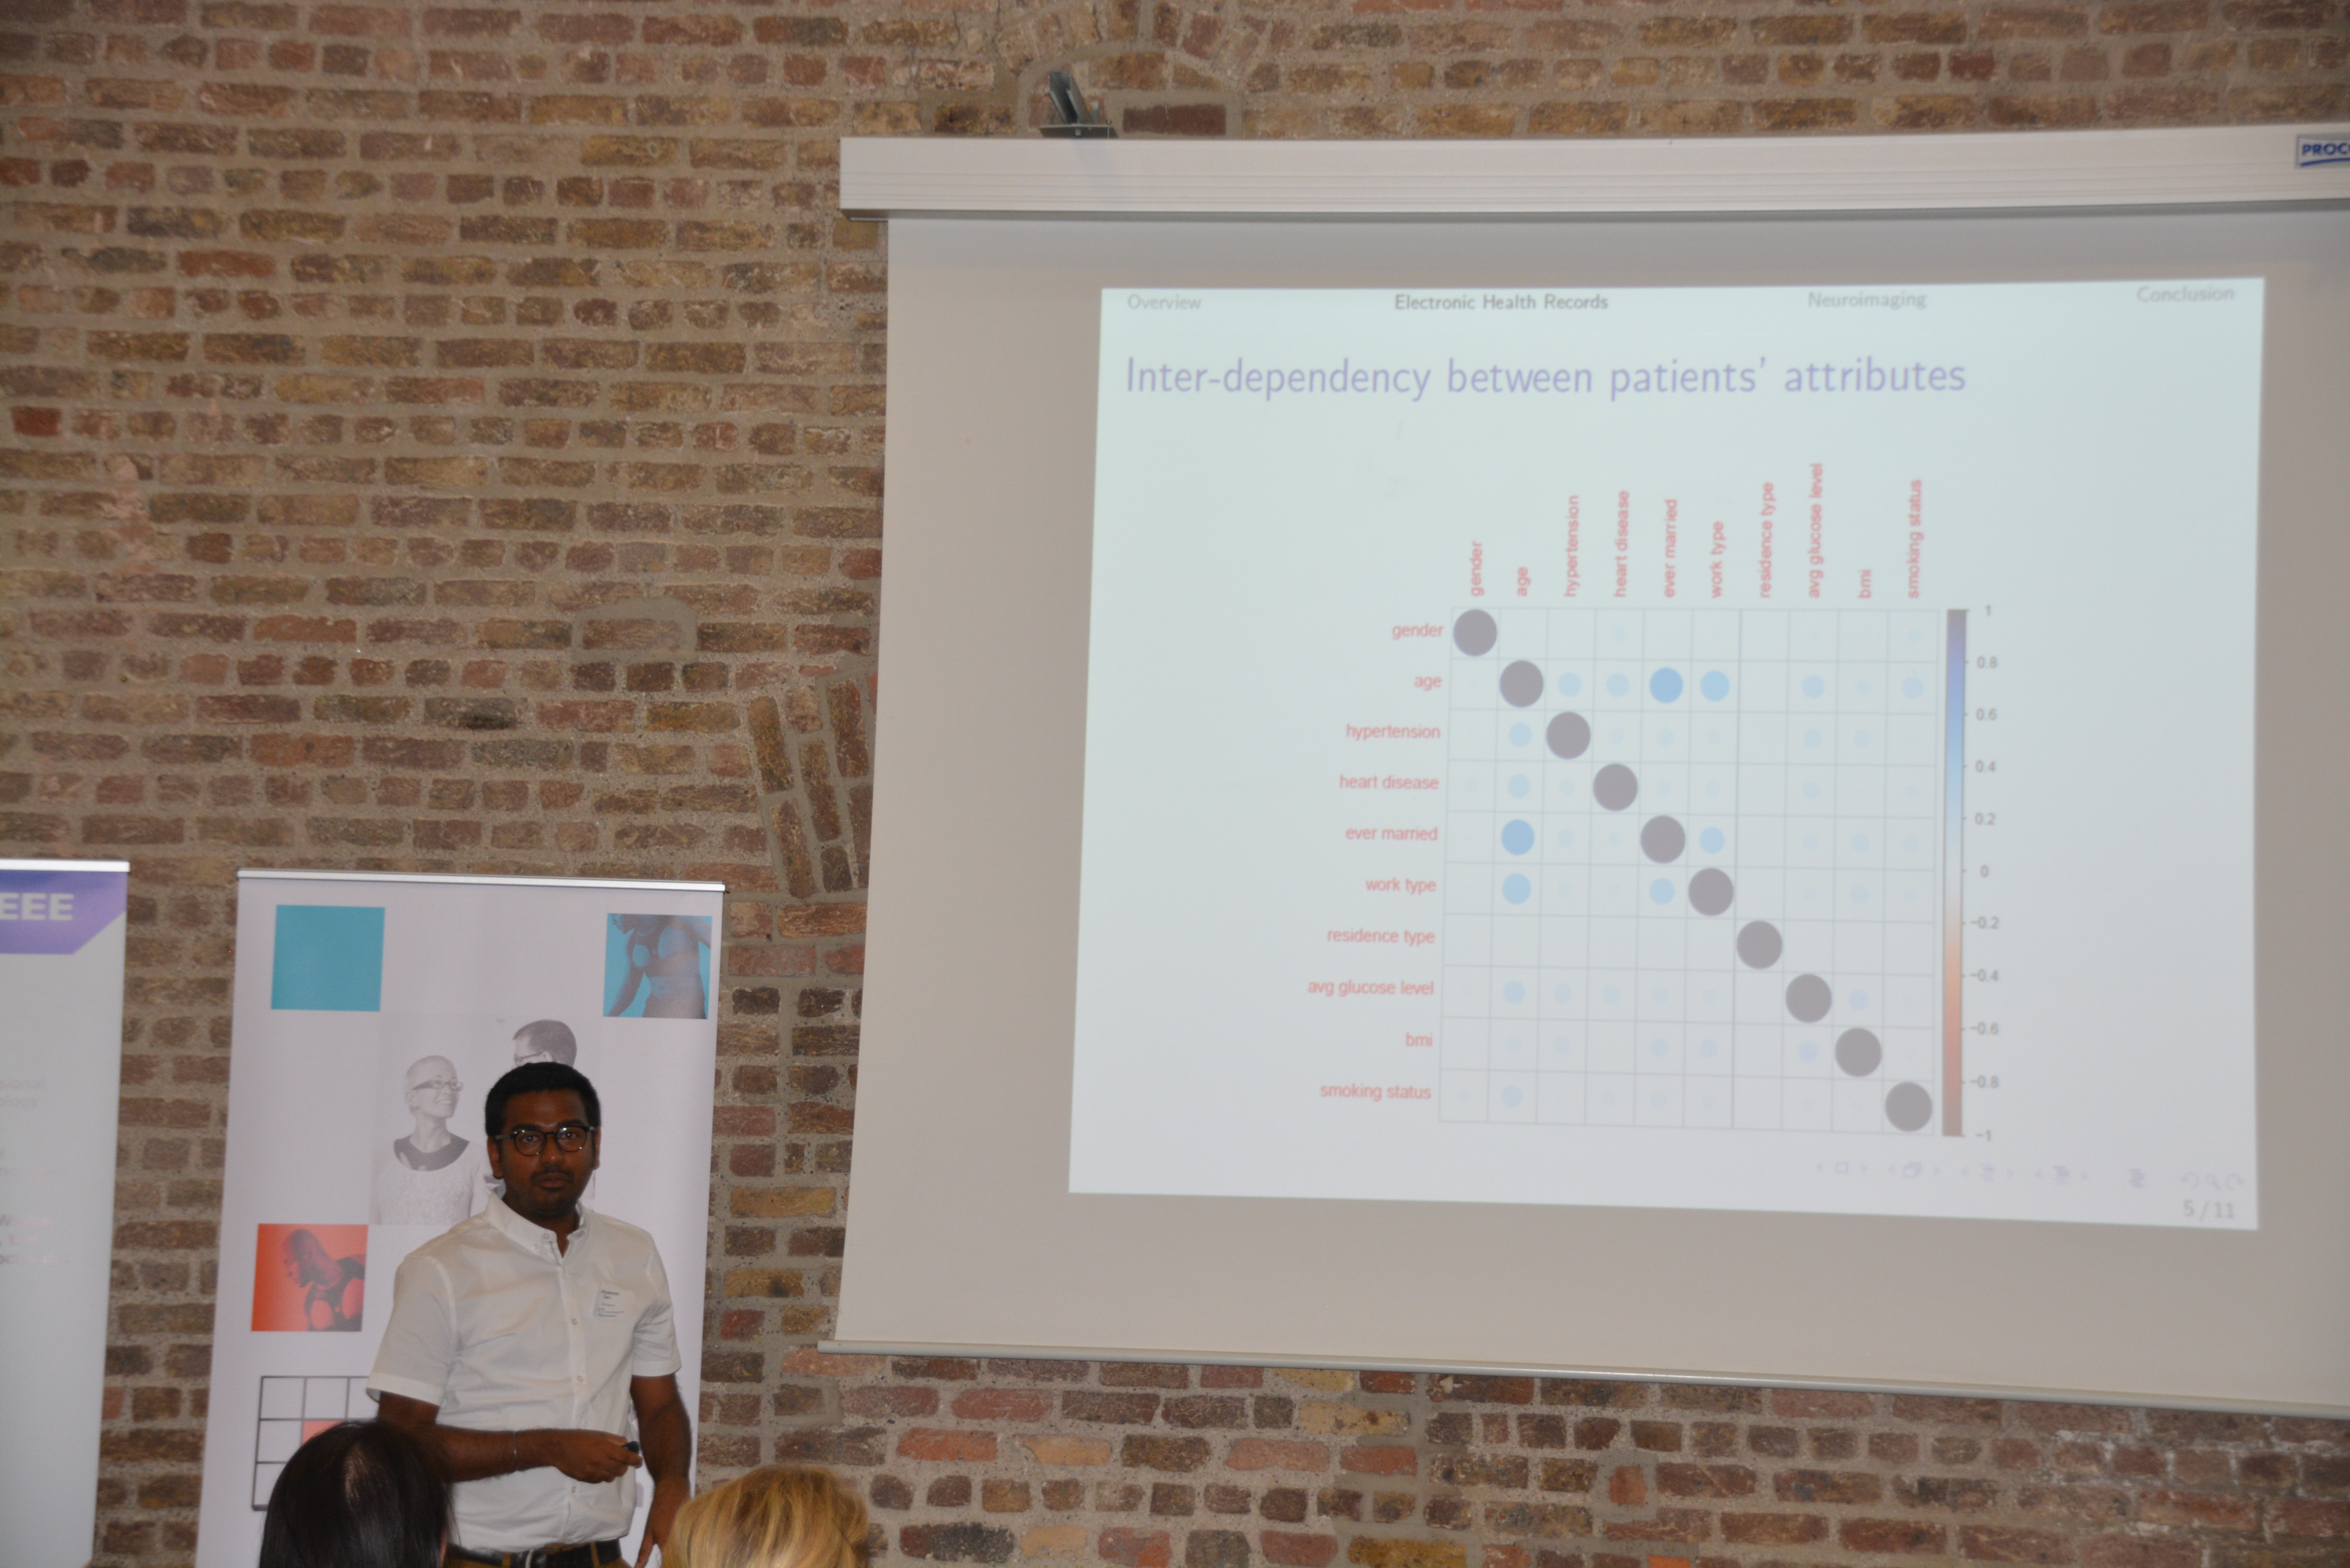 PROC
Overview Electronic Health Records Neuroimaging Conclusion
Inter-dependency between patients' attributes
gender age hypertension heart disease ever married work type residence type avg glucose level bmi smoking status
gender
age
hypertension
heart disease
ever married
work type
residence type
avg glucose level
bmi
smoking status
1
0.8
0.6
0.4
0.2
0
-0.2
-0.4
-0.6
-0.8
-1
5 / 11
EEE